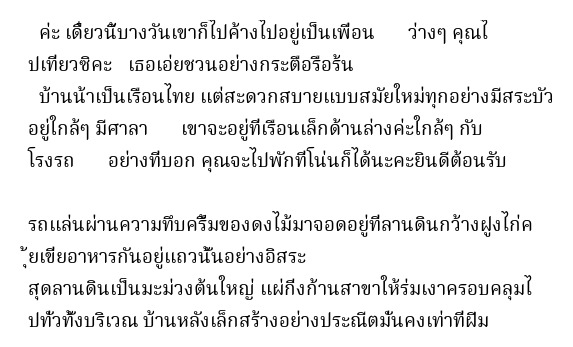 ค่ะ เดี๋ยวนี้บางวันเขาก็ไปค้างไปอยู่เป็นเพื่อน ว่างๆ คุณไ
ปเที่ยวซิคะ เธอเอ่ยชวนอย่างกระตือรือร้น
บ้านน้าเป็นเรือนไทย แต่สะดวกสบายแบบสมัยใหม่ทุกอย่างมีสระบัว
อยู่ใกล้ๆ มีศาลา เขาจะอยู่ที่เรือนเล็กด้านล่างค่ะใกล้ๆ กับ
โรงรถ อย่างที่บอก คุณจะไปพักที่โน่นก็ได้นะคะยินดีต้อนรับ
รถแล่นผ่านความทึบครึ้มของดงไม้มาจอดอยู่ที่ลานดินกว้างฝูงไก่ค
ุ้ยเขี่ยอาหารกันอยู่แถวนั้นอย่างอิสระ
สุดลานดินเป็นมะม่วงต้นใหญ่ แผ่กิ่งก้านสาขาให้ร่มเงาครอบคลุมไ
ปทั่วทั้งบริเวณ บ้านหลังเล็กสร้างอย่างประณีตมั่นคงเท่าที่ฝีม